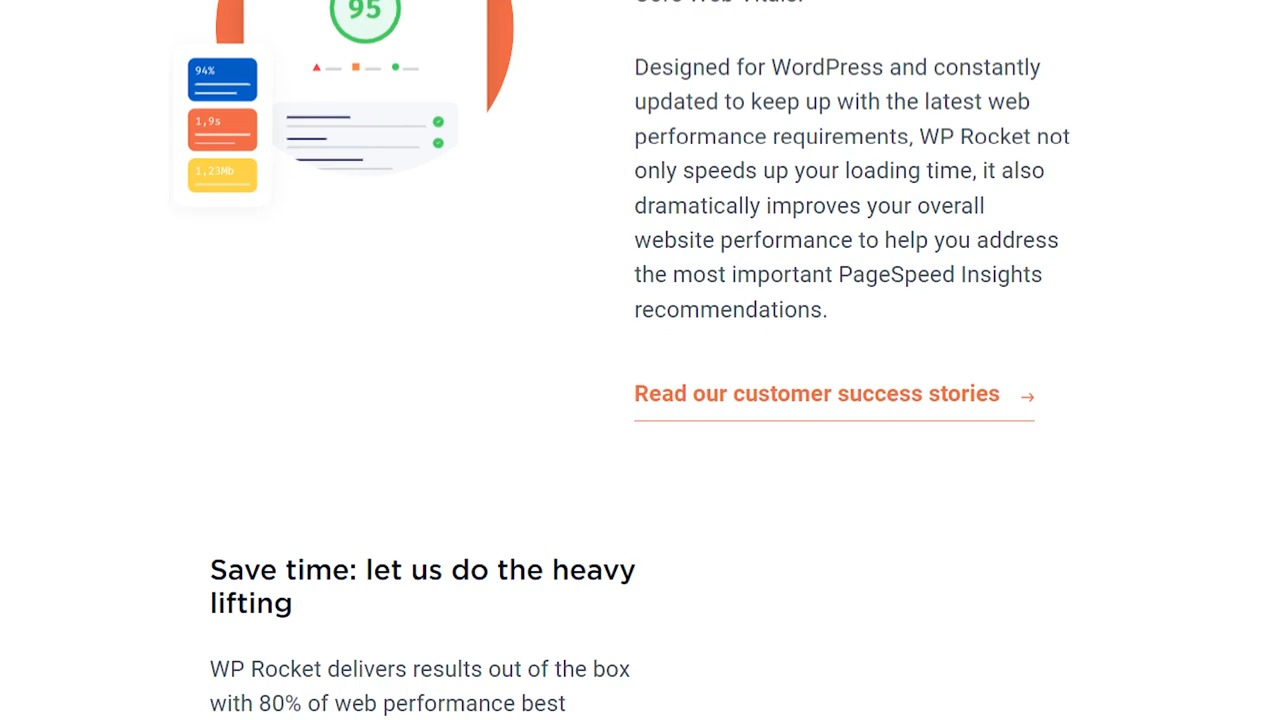 95
94%
1,9s
1,23Mb
Core Web Vitals.
Designed for WordPress and constantly
updated to keep up with the latest web
performance requirements, WP Rocket not
only speeds up your loading time, it also
dramatically improves your overall
website performance to help you address
the most important PageSpeed Insights
recommendations.
Read our customer success stories →
Save time: let us do the heavy
lifting
WP Rocket delivers results out of the box
with 80% of web performance best